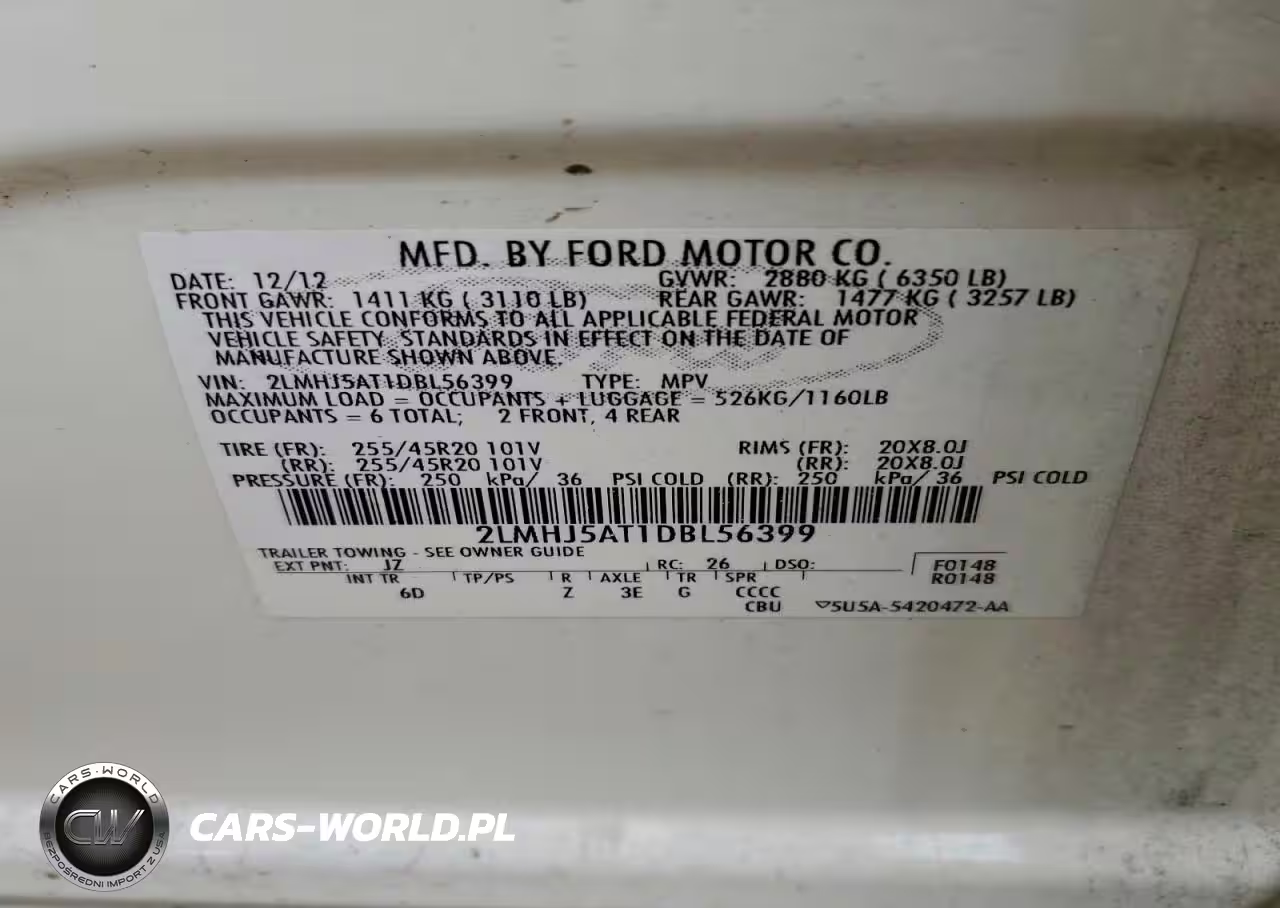 MFD. BY FORD MOTOR CO.
DATE: 12/12 GVWR: 2880 KG ( 6350 LB)
FRONT GAWR: 1411 KG ( 3110 LB) REAR GAWR: 1477 KG ( 3257 LB)
THIS VEHICLE CONFORMS TO ALL APPLICABLE FEDERAL MOTOR
VEHICLE SAFETY STANDARDS IN EFFECT ON THE DATE OF
MANUFACTURE SHOWN ABOVE.
VIN: 2LMHJ5AT1DBL56399 TYPE: MPV
MAXIMUM LOAD = OCCUPANTS + LUGGAGE = 526KG/1160LB
OCCUPANTS = 6 TOTAL; 2 FRONT, 4 REAR
TIRE (FR): 255/45R20 101V RIMS (FR): 20X8.0J
(RR): 255/45R20 101V (RR): 20X8.0J
PRESSURE (FR): 250 kPa/ 36 PSI COLD (RR): 250 kPa/ 36 PSI COLD
2LMHJ5AT1DBL56399
TRAILER TOWING - SEE OWNER GUIDE
EXT PNT: JZ RC: 26 DSO: F0148
INT TR TP/PS R AXLE TR SPR R0148
6D Z 3E G CCCC
CBU 5U5A-5420472-AA
CARS-WORLD
CW
BEZPOŚREDNI IMPORT Z USA
CARS-WORLD.PL